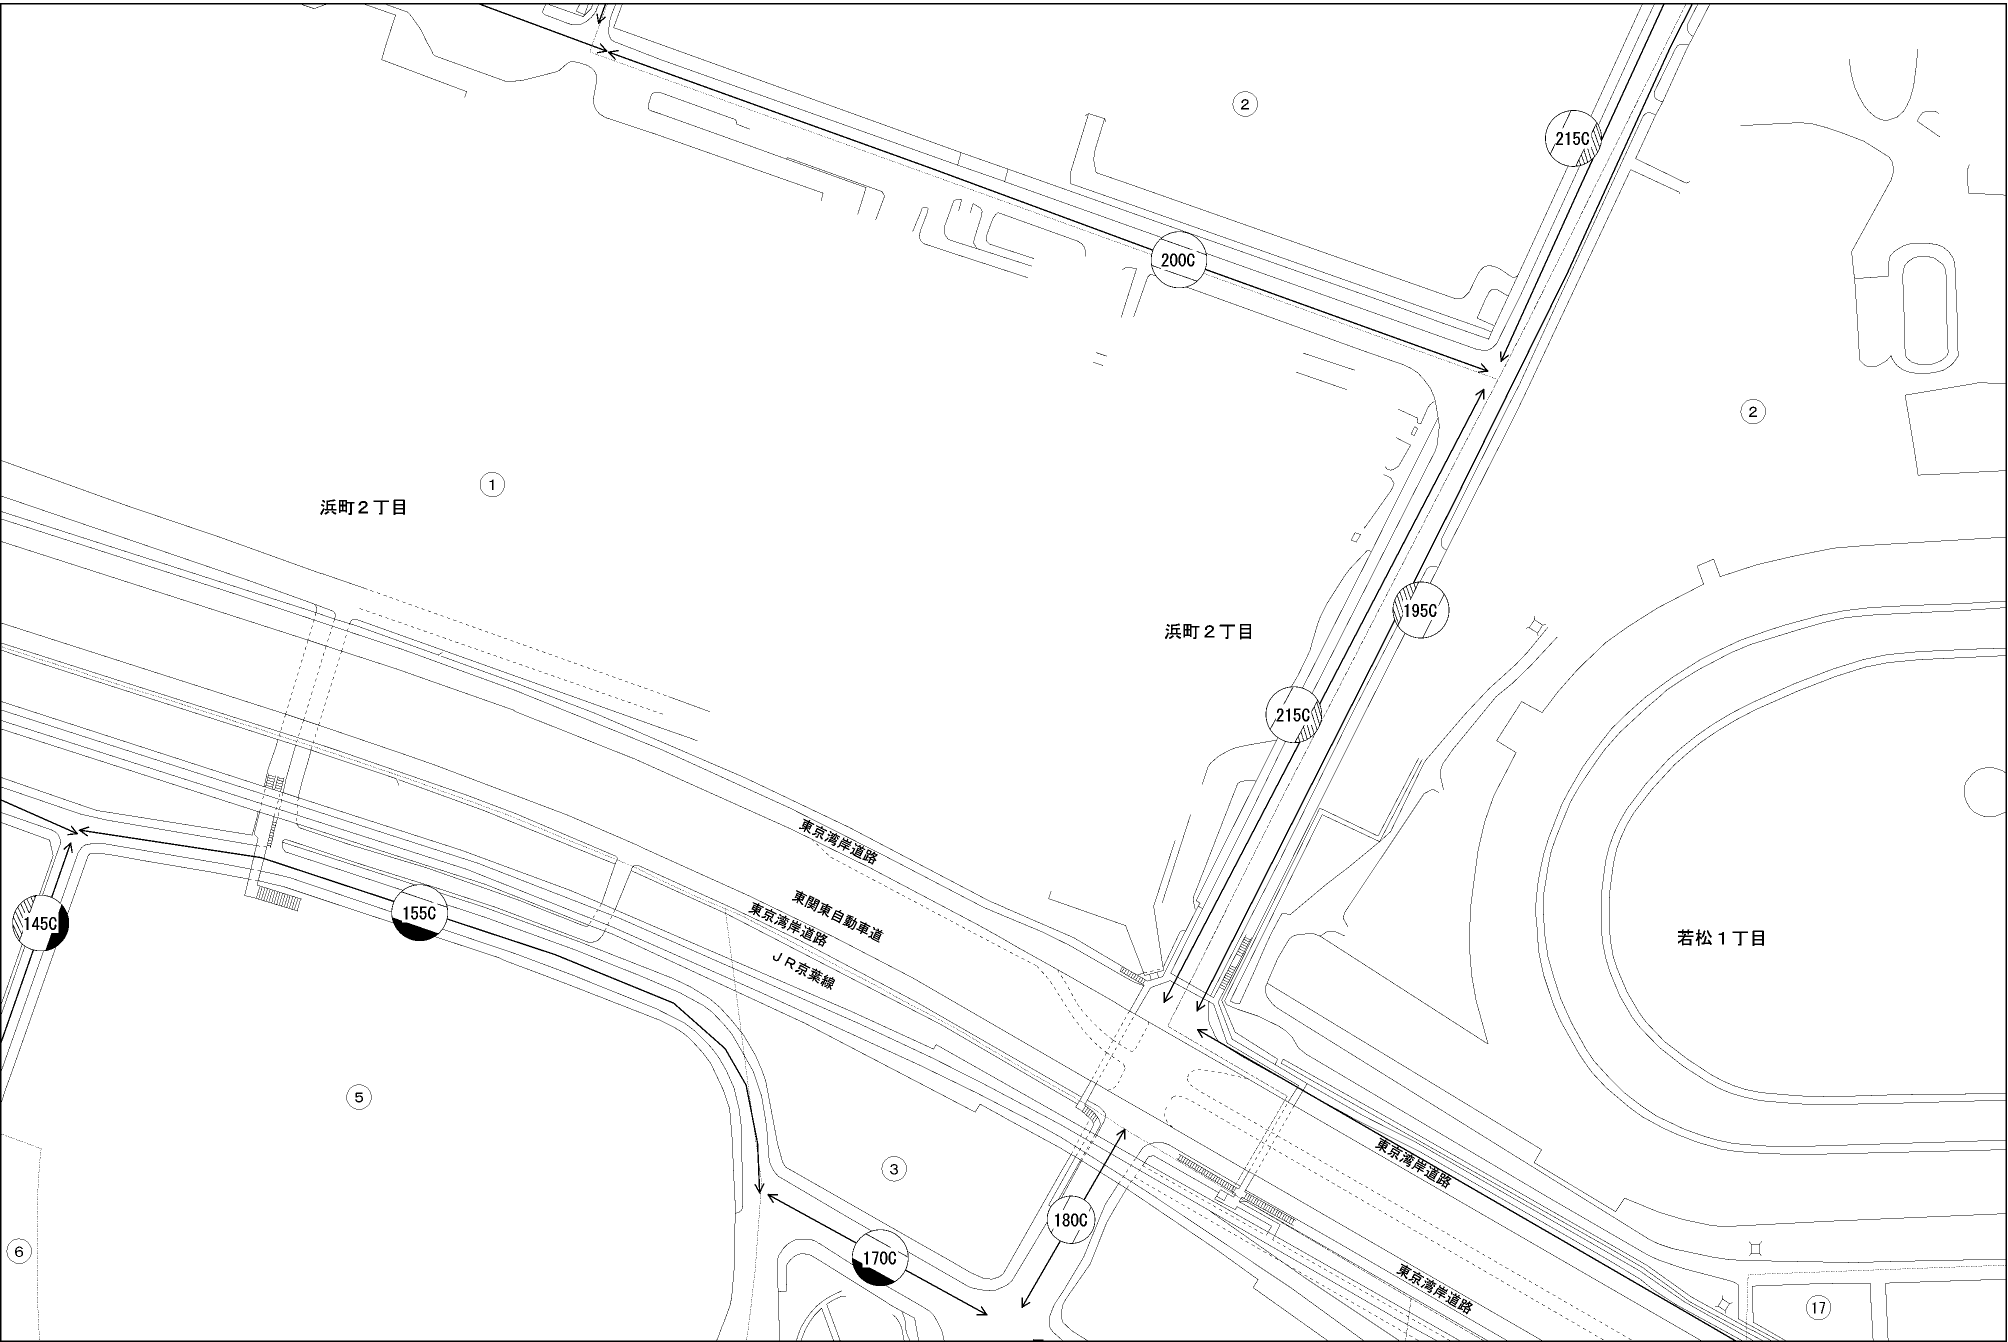 ②
215C
200C
②
①
浜町２丁目
195C
浜町２丁目
215C
東京湾岸道路
東関東自動車道
東京湾岸道路
ＪＲ京葉線
145C
155C
若松１丁目
⑤
③
東京湾岸道路
180C
⑥
170C
東京湾岸道路
⑰